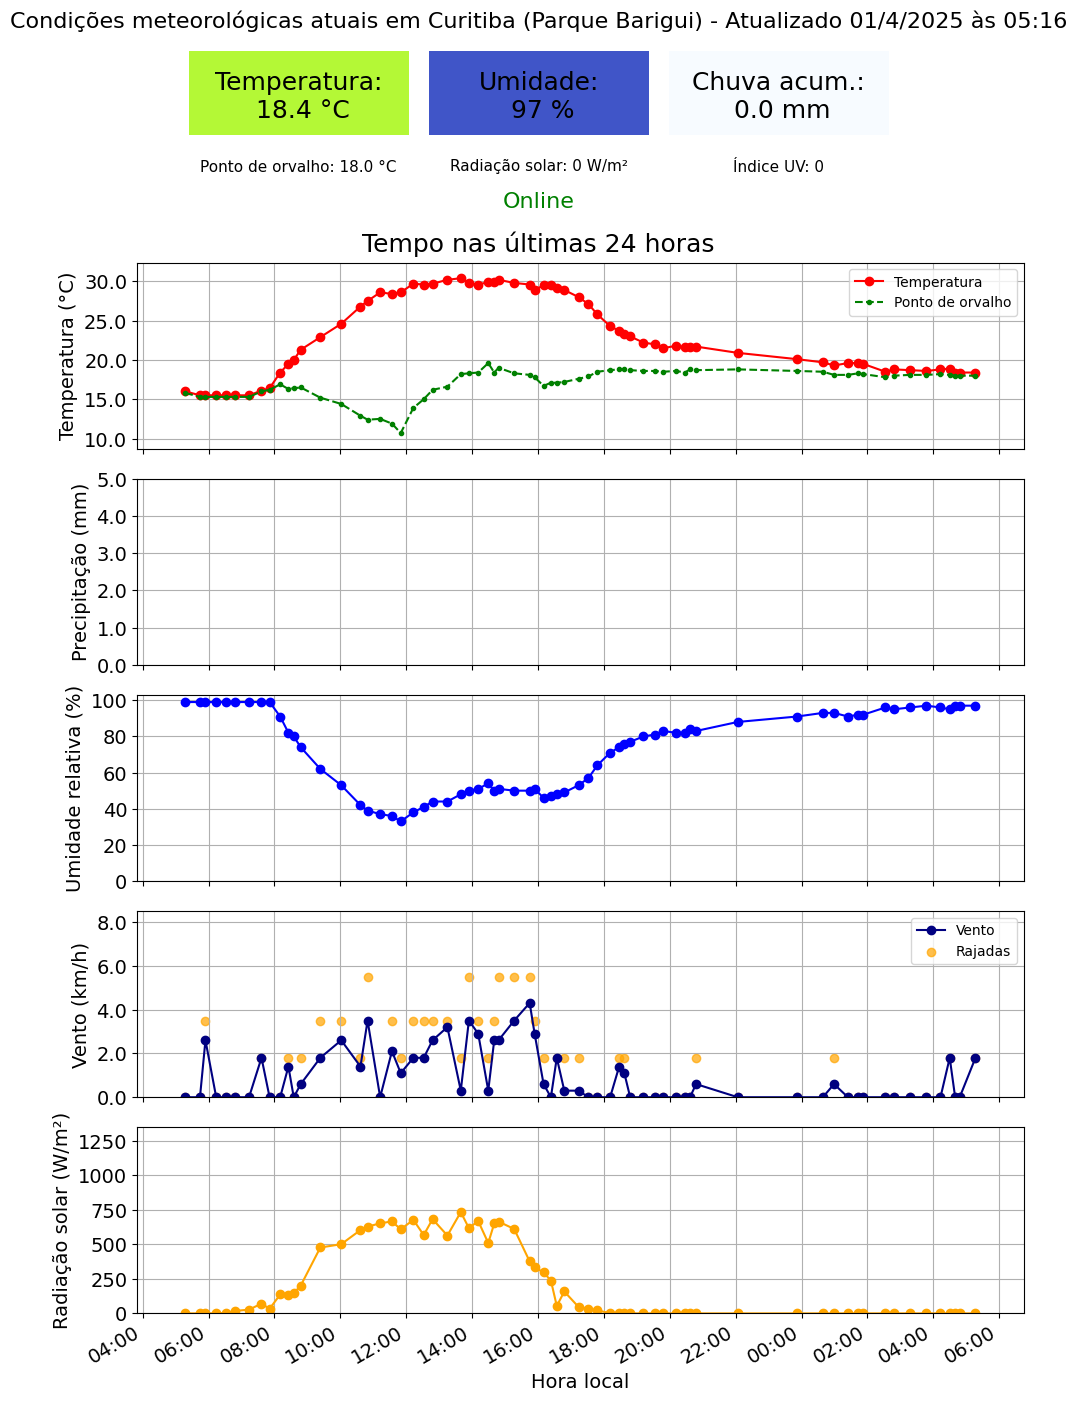 Condições meteorológicas atuais em Curitiba (Parque Barigui) - Atualizado 01/4/2025 às 05:16
Temperatura:
18.4 °C
Umidade:
97 %
Chuva acum.:
0.0 mm
Ponto de orvalho: 18.0 °C
Radiação solar: 0 W/m²
Índice UV: 0
Online
Tempo nas últimas 24 horas
Temperatura (°C)
30.0
25.0
20.0
15.0
10.0
Temperatura
Ponto de orvalho
Precipitação (mm)
5.0
4.0
3.0
2.0
1.0
0.0
Umidade relativa (%)
100
80
60
40
20
0
Vento (km/h)
8.0
6.0
4.0
2.0
0.0
Vento
Rajadas
Radiação solar (W/m²)
1250
1000
750
500
250
0
04:00 06:00 08:00 10:00 12:00 14:00 16:00 18:00 20:00 22:00 00:00 02:00 04:00 06:00
Hora local